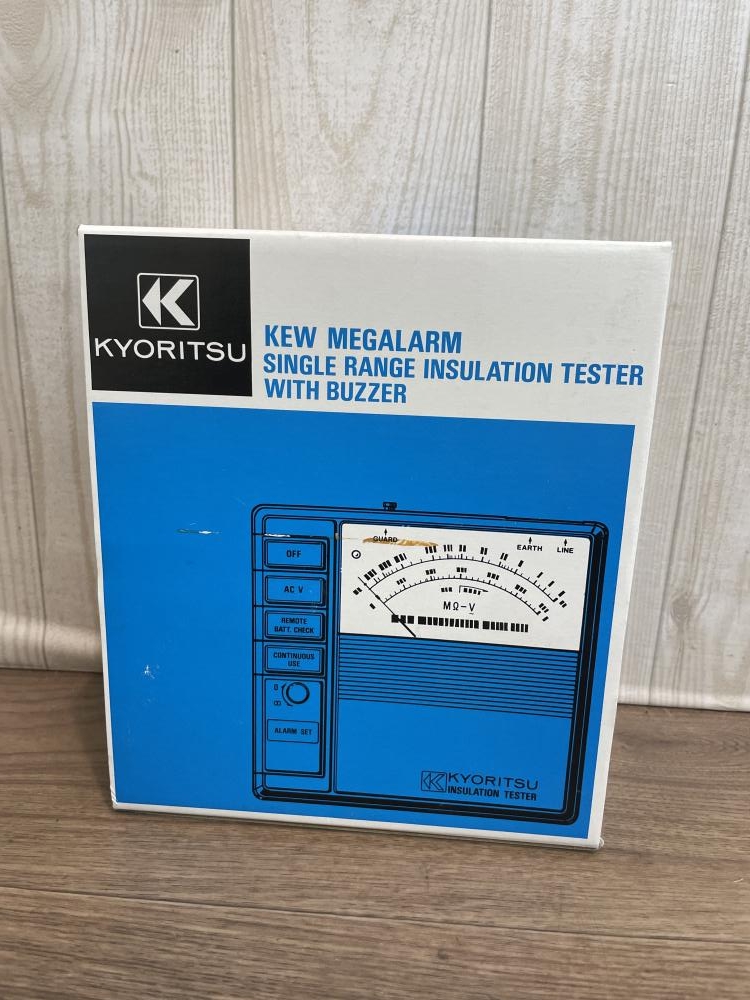 KYORITSU
KEW MEGALARM
SINGLE RANGE INSULATION TESTER
WITH BUZZER
GUARD
EARTH
LINE
OFF
AC V
REMOTE
BATT. CHECK
CONTINUOUS
USE
0
∞
ALARM SET
MΩ-V
KYORITSU
INSULATION TESTER